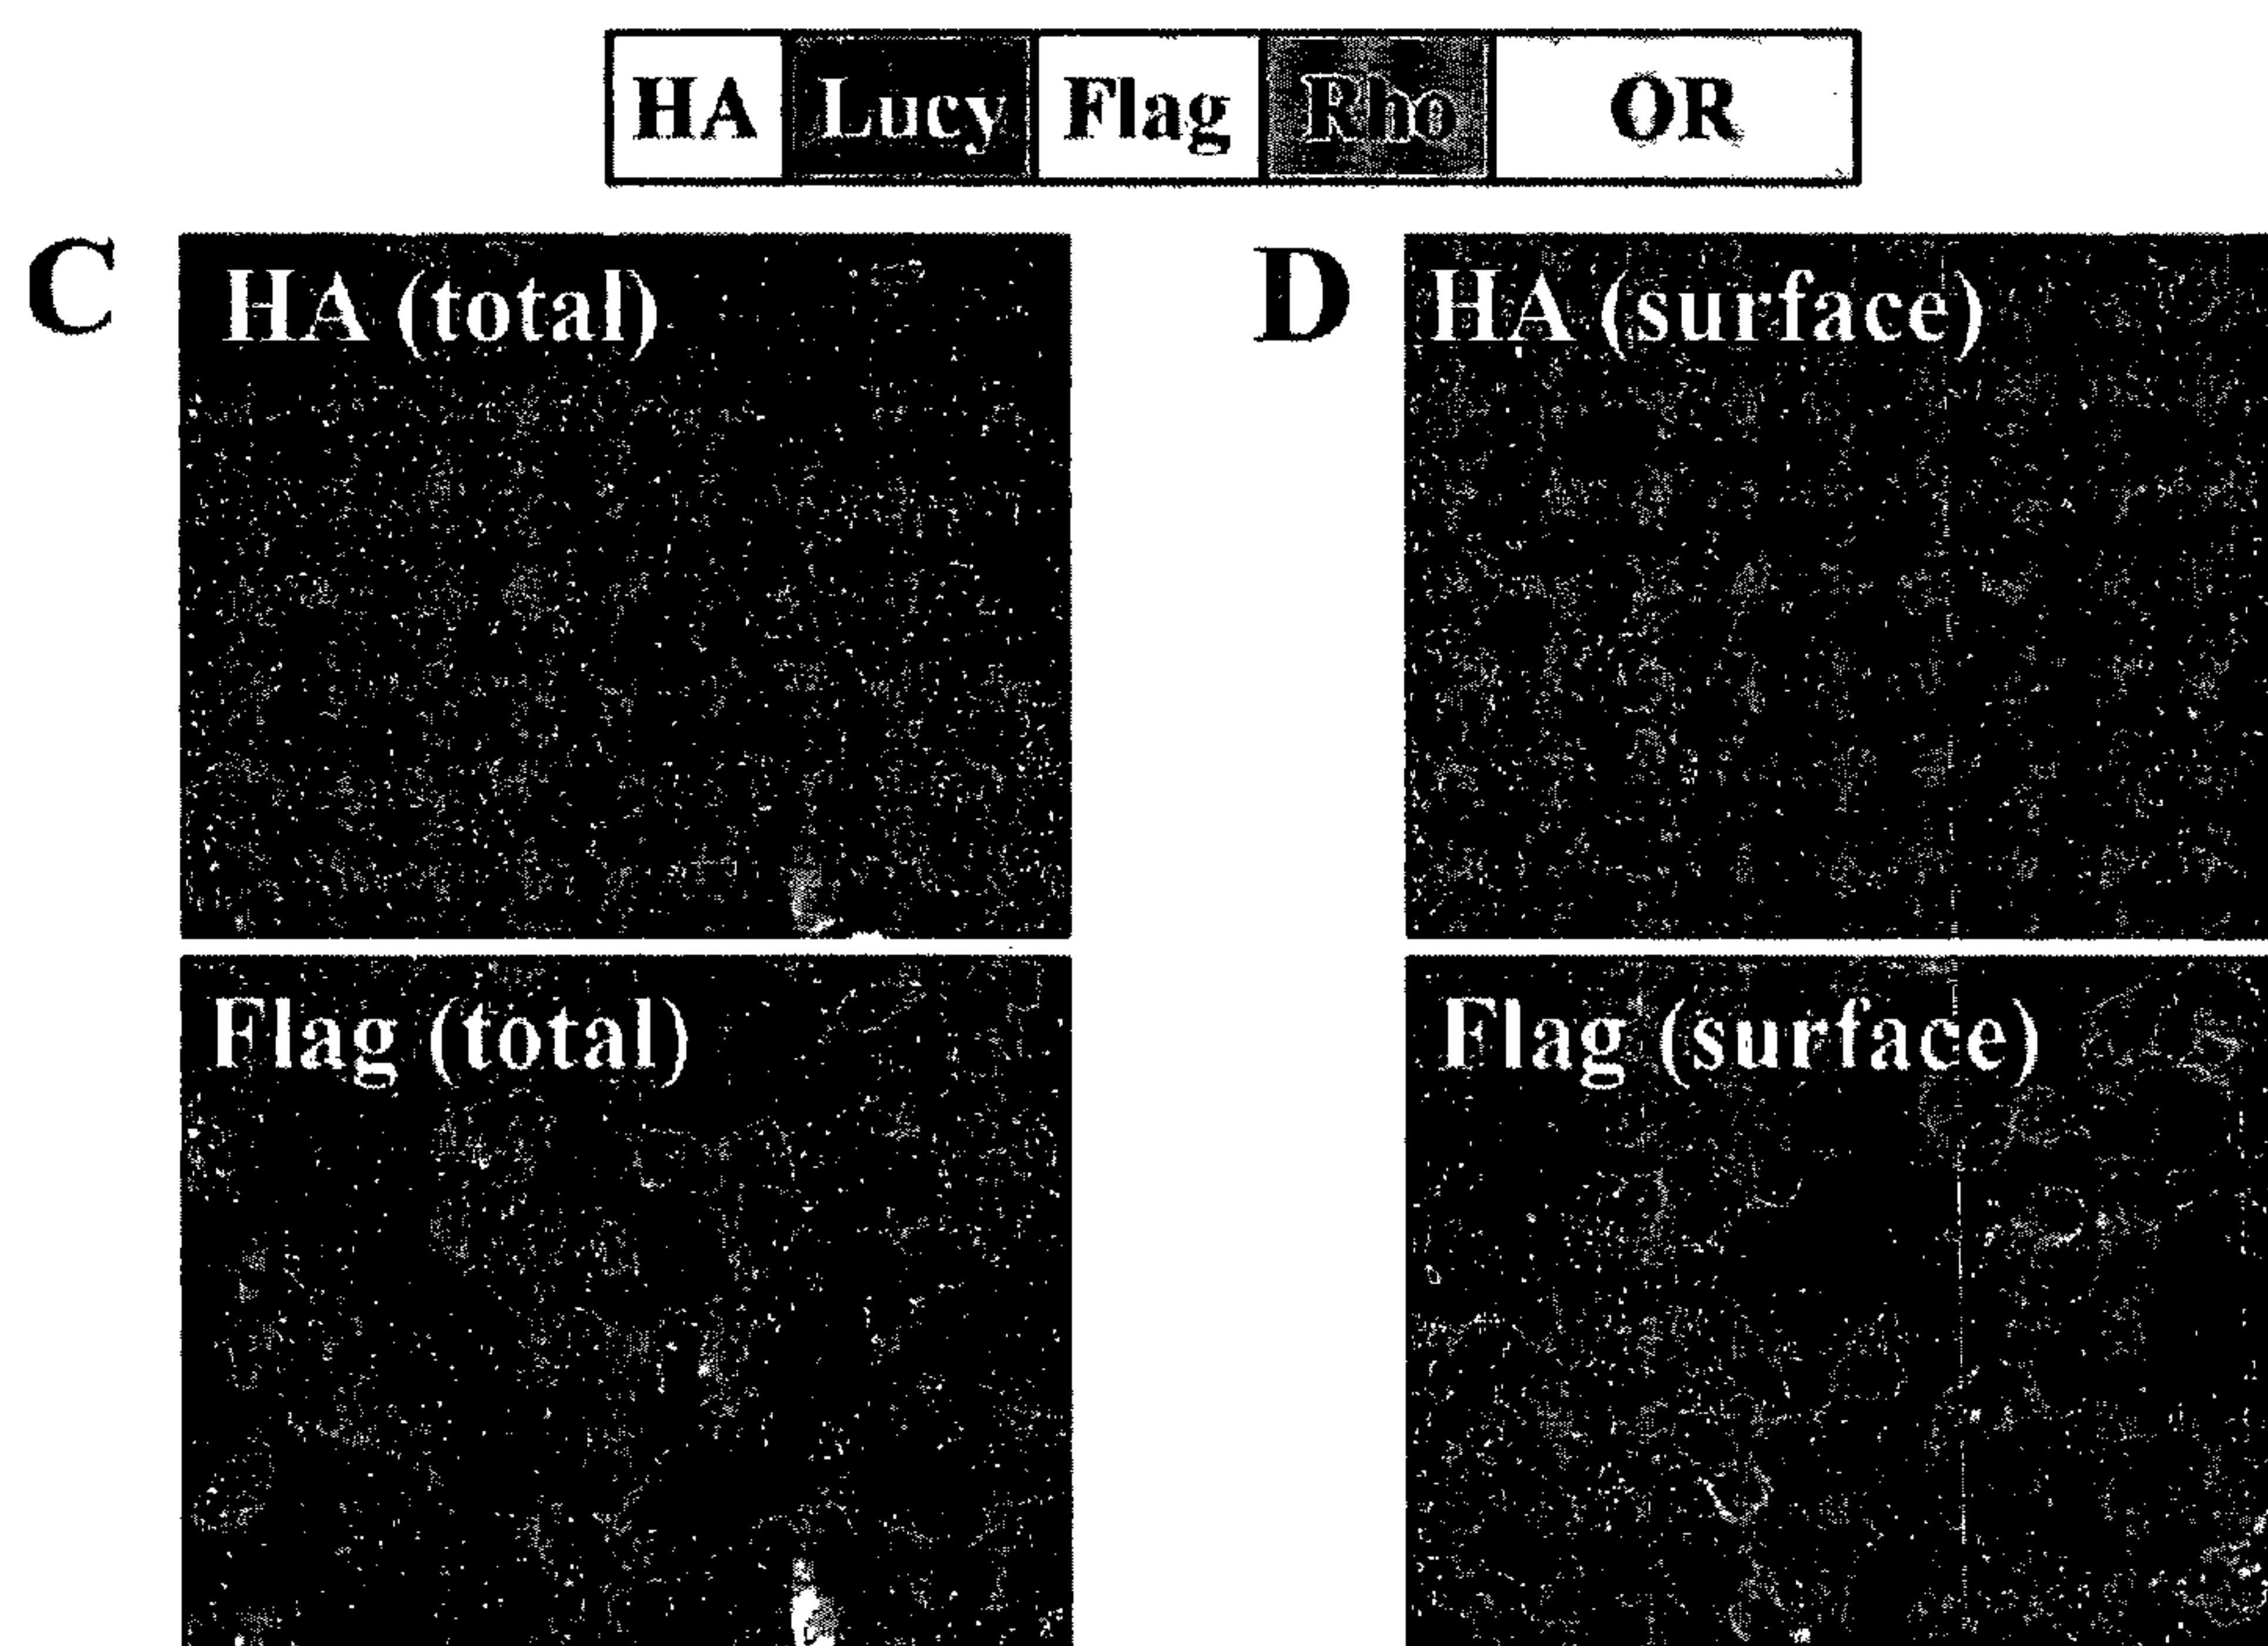 HA Lucy Flag Rho OR
C HA (total) D HA (surface)
Flag (total) Flag (surface)